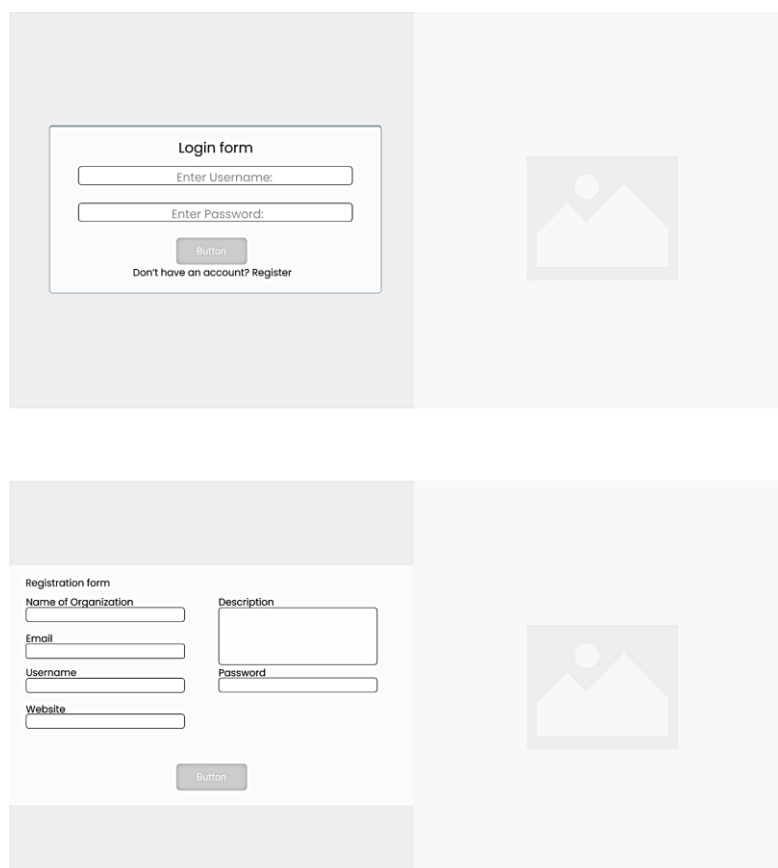 Login form
Enter Username:
Enter Password:
Button
Don't have an account? Register
Registration form
Name of Organization
Description
Email
Username
Password
Website
Button